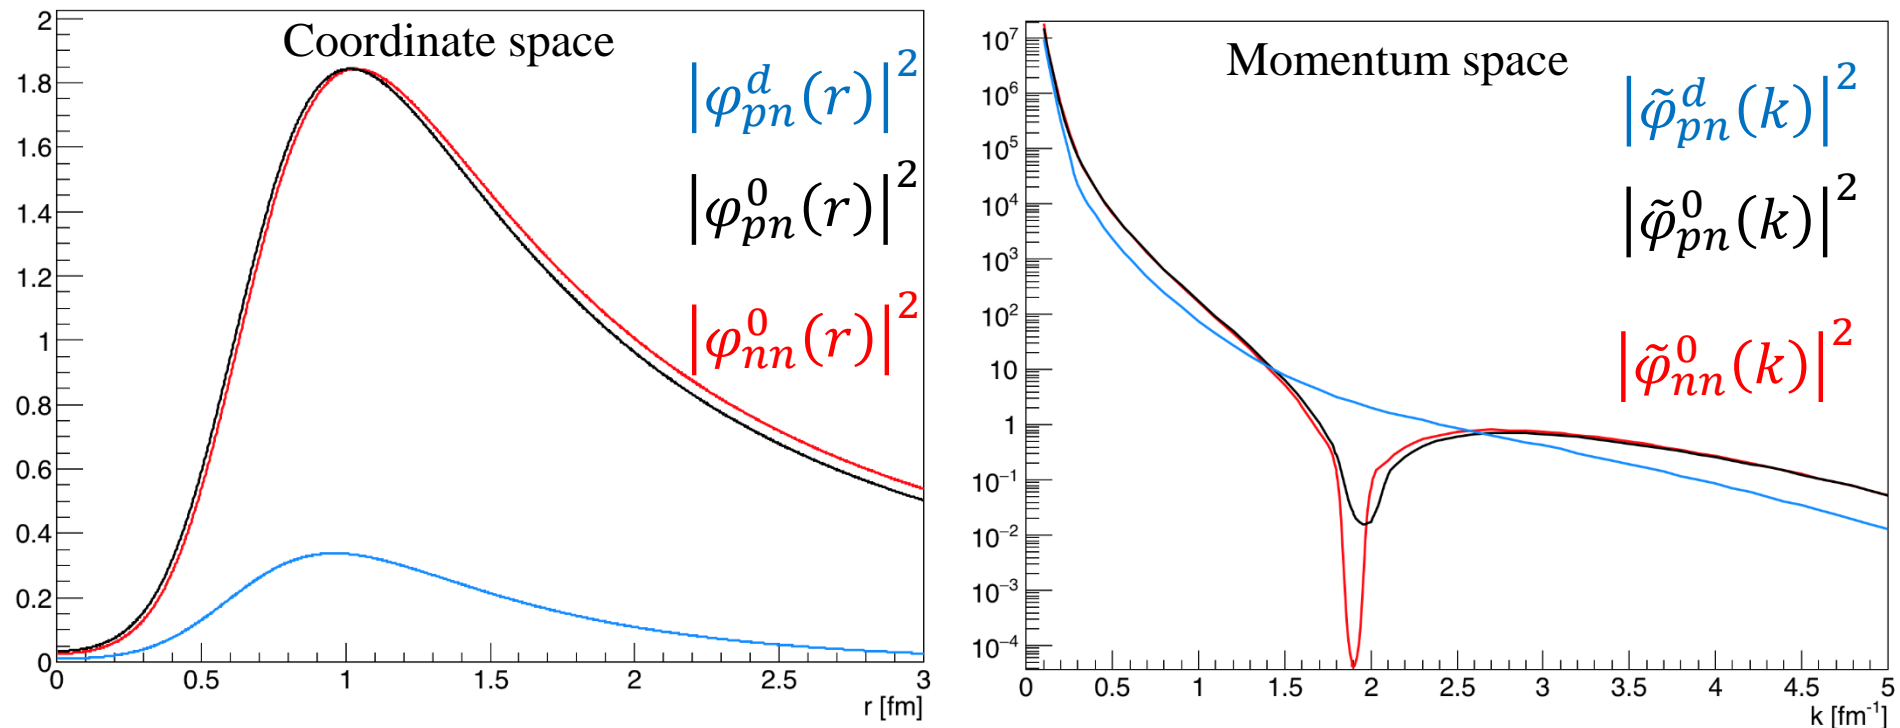 Coordinate space
|φ^d_pn(r)|^2
|φ^0_pn(r)|^2
|φ^0_nn(r)|^2
2
1.8
1.6
1.4
1.2
1
0.8
0.6
0.4
0.2
0
0 0.5 1 1.5 2 2.5 3
r [fm]
Momentum space
|φ̃^d_pn(k)|^2
|φ̃^0_pn(k)|^2
|φ̃^0_nn(k)|^2
10^7
10^6
10^5
10^4
10^3
10^2
10
1
10^−1
10^−2
10^−3
10^−4
0 0.5 1 1.5 2 2.5 3 3.5 4 4.5 5
k [fm^-1]